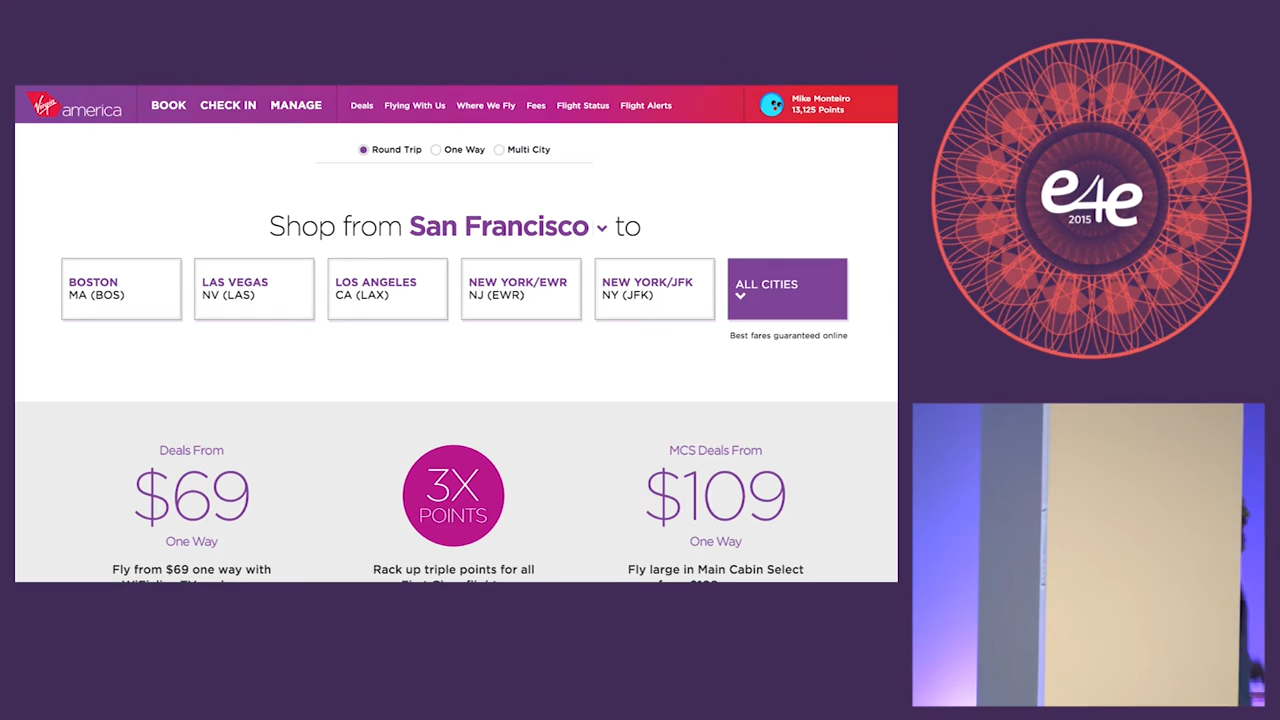 Virgin america
BOOK CHECK IN MANAGE Deals Flying With Us Where We Fly Fees Flight Status Flight Alerts
Mike Monteiro
13,125 Points
Round Trip One Way Multi City
Shop from San Francisco to
BOSTON
MA (BOS)
LAS VEGAS
NV (LAS)
LOS ANGELES
CA (LAX)
NEW YORK/EWR
NJ (EWR)
NEW YORK/JFK
NY (JFK)
ALL CITIES
Best fares guaranteed online
Deals From
$69
One Way
Fly from $69 one way with
3X
POINTS
Rack up triple points for all
MCS Deals From
$109
One Way
Fly large in Main Cabin Select
e4e
2015